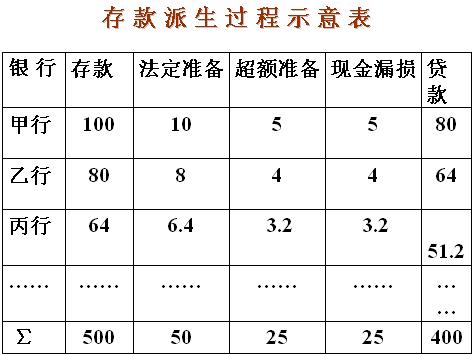 存款派生过程示意表
银行 存款 法定准备 超额准备 现金漏损 贷款
甲行 100 10 5 5 80
乙行 80 8 4 4 64
丙行 64 6.4 3.2 3.2 51.2
…… …… …… …… …… ……
Σ 500 50 25 25 400